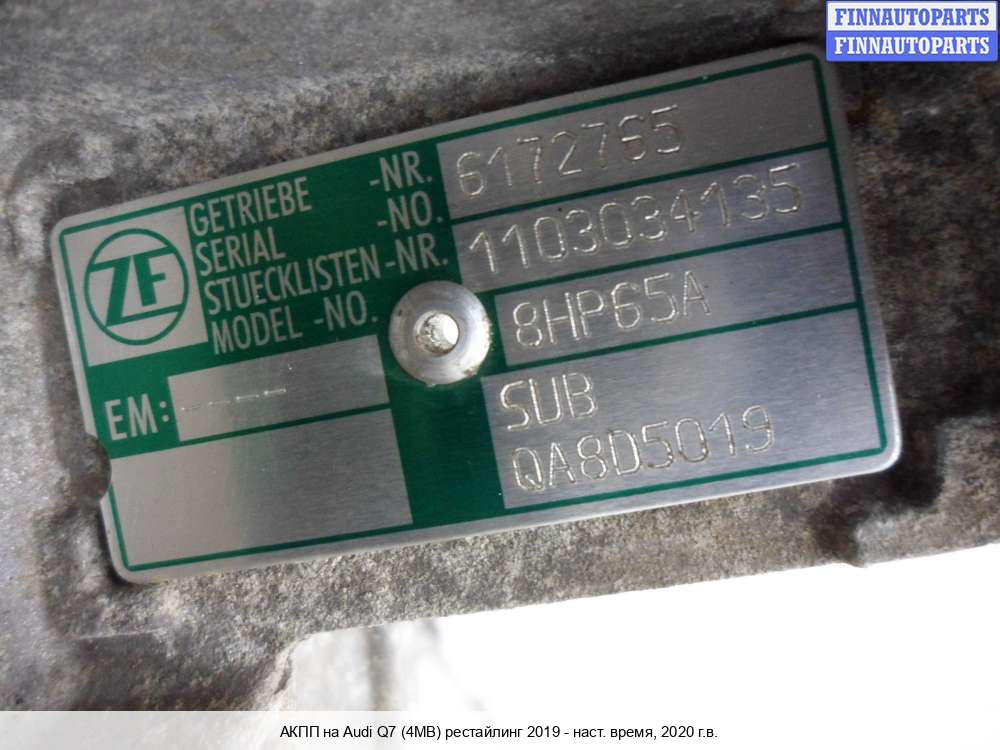 FINNAUTOPARTS
FINNAUTOPARTS
ZF
GETRIEBE -NR. 6172765
SERIAL -NO.
STUECKLISTEN-NR. 1103034135
MODEL -NO. 8HP65A
EM: ----
SUB
QA8D5019
АКПП на Audi Q7 (4MB) рестайлинг 2019 - наст. время, 2020 г.в.